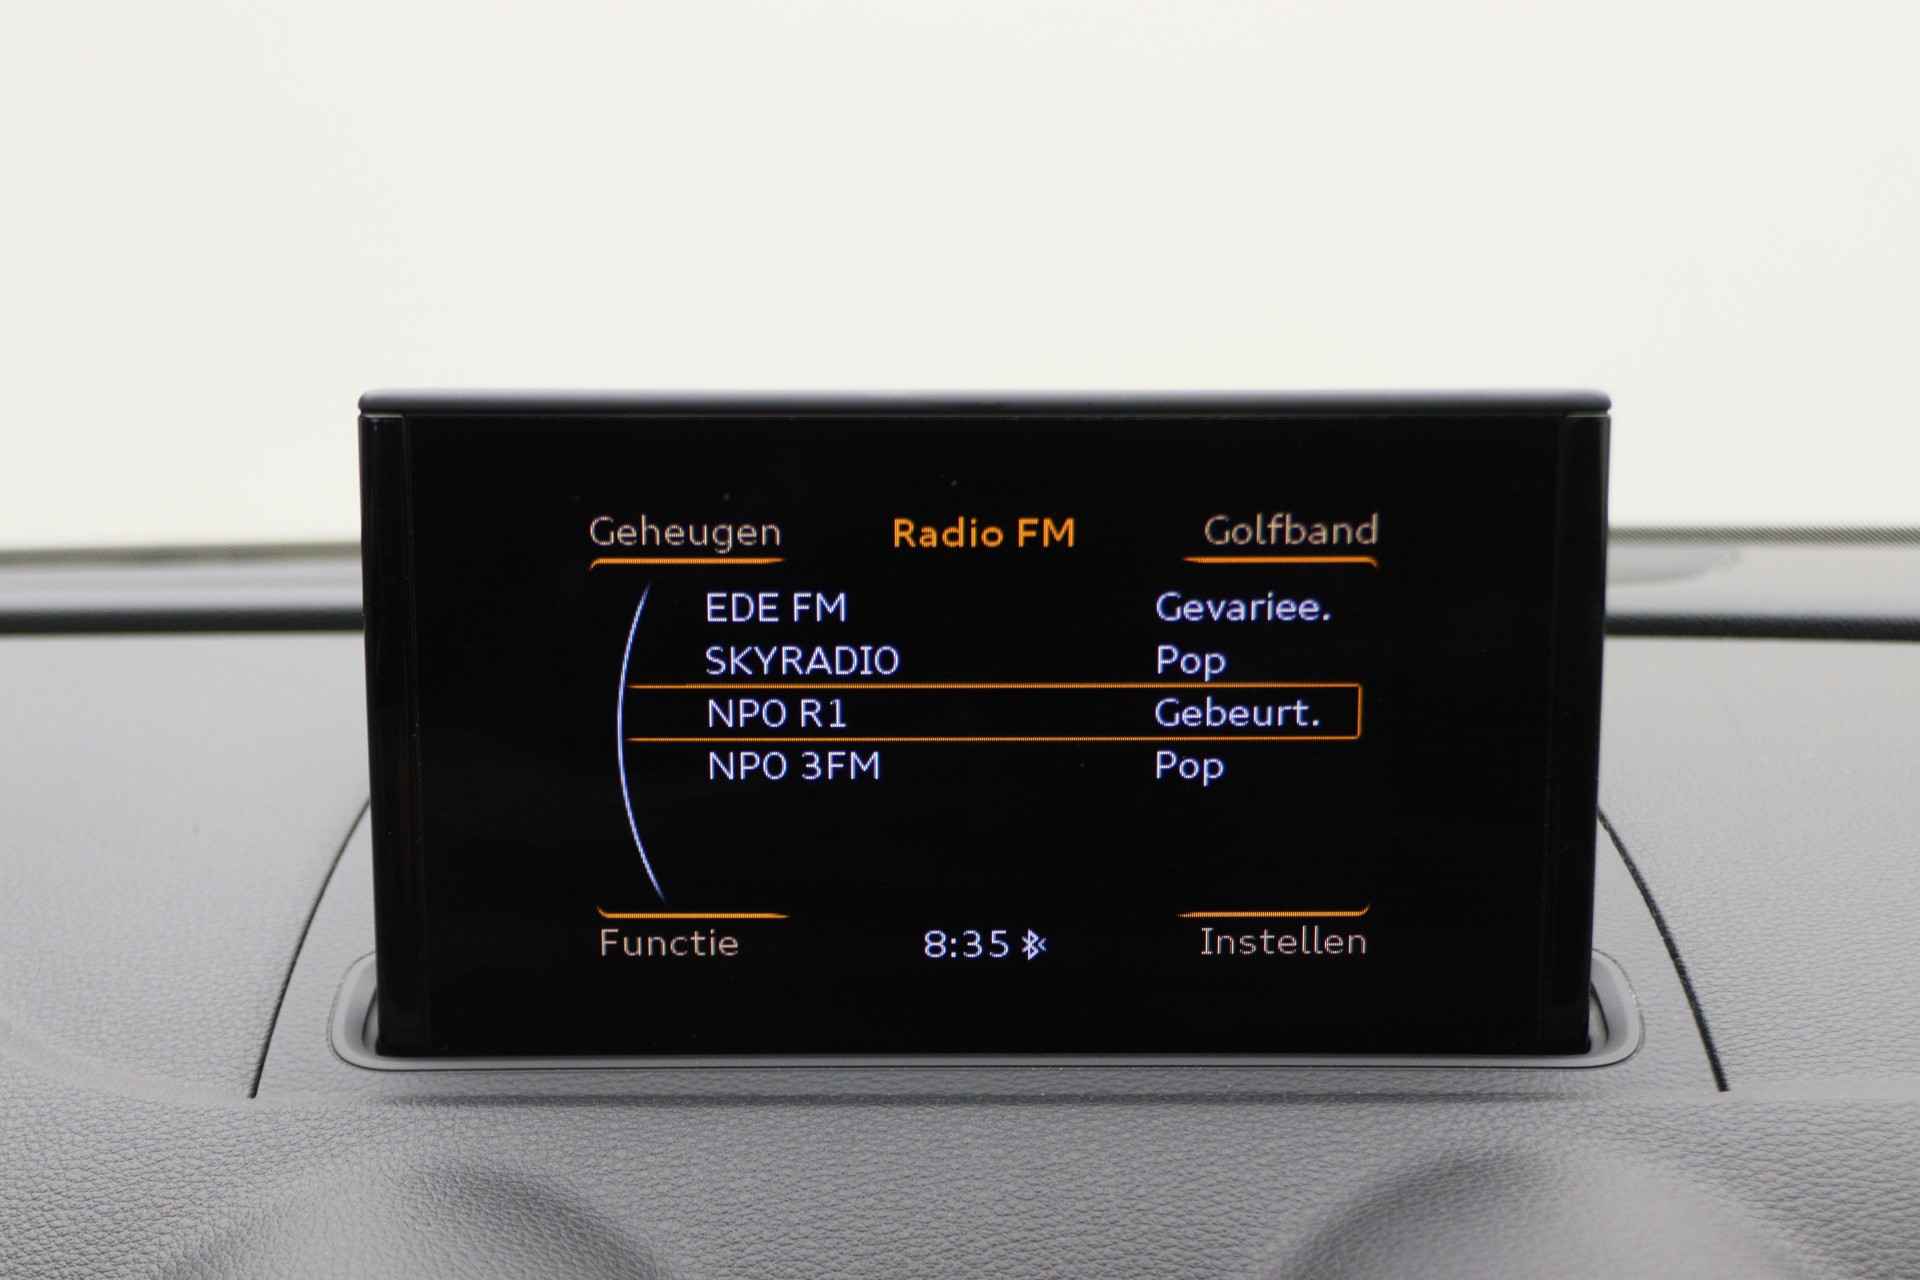 Geheugen Radio FM Golfband
EDE FM Gevariee.
SKYRADIO Pop
NPO R1 Gebeurt.
NPO 3FM Pop
Functie 8:35 Instellen